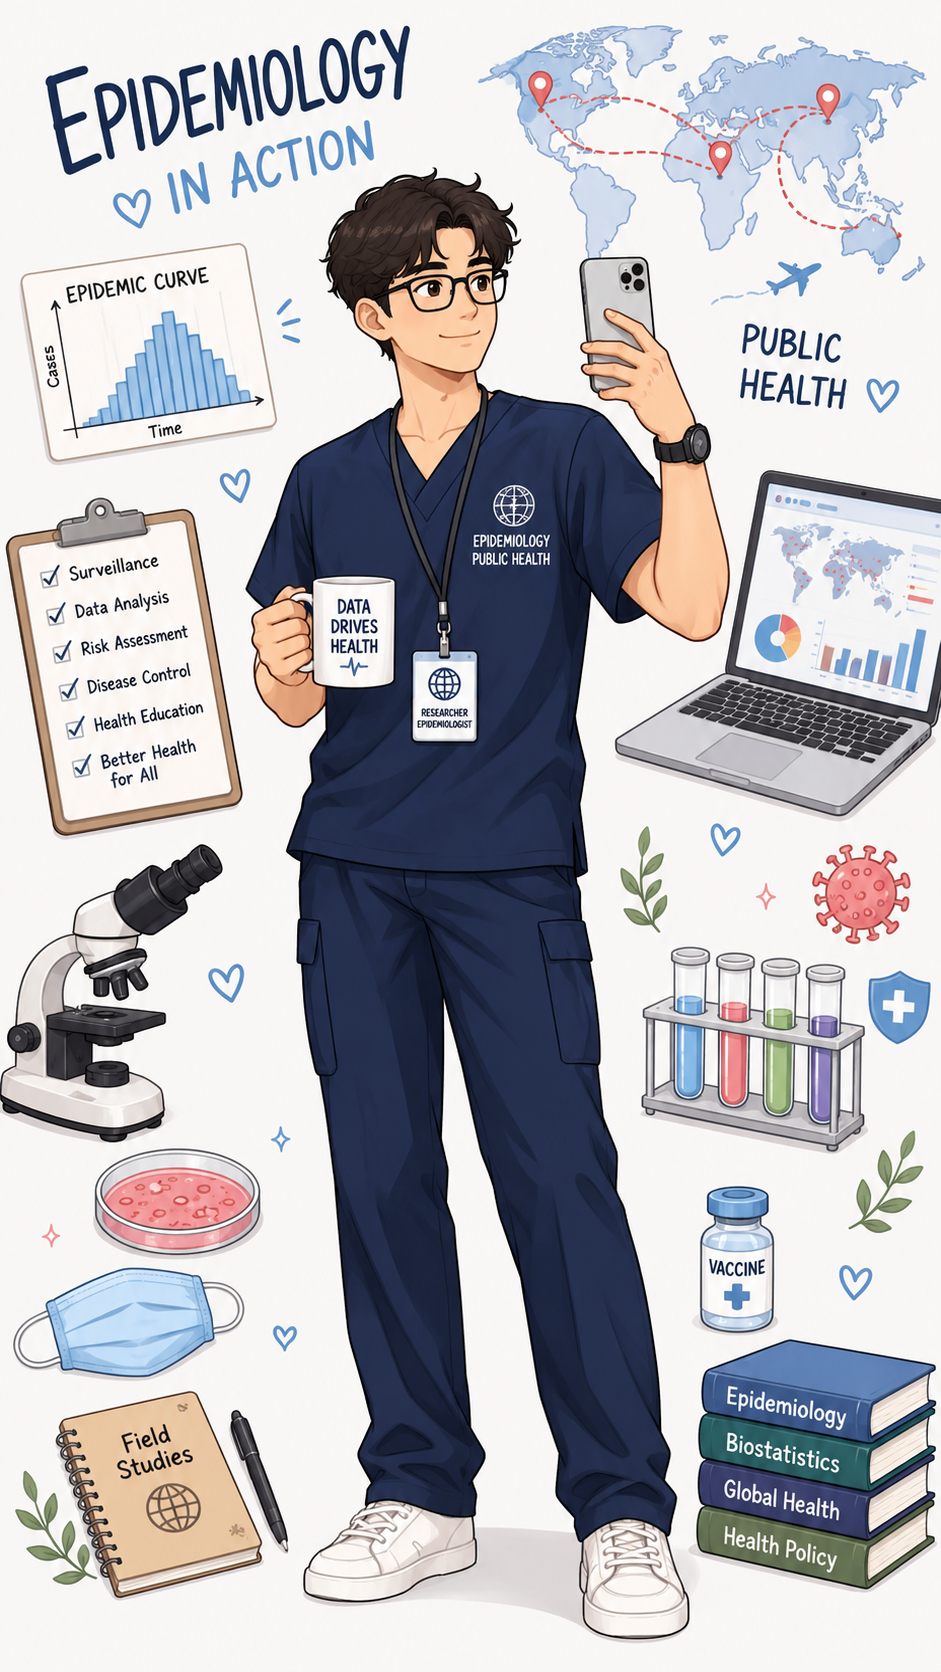 EPIDEMIOLOGY
IN ACTION
EPIDEMIC CURVE
Cases
Time
PUBLIC
HEALTH
Surveillance
Data Analysis
Risk Assessment
Disease Control
Health Education
Better Health
for All
EPIDEMIOLOGY
PUBLIC HEALTH
DATA
DRIVES
HEALTH
RESEARCHER
EPIDEMIOLOGIST
VACCINE
Field
Studies
Epidemiology
Biostatistics
Global Health
Health Policy